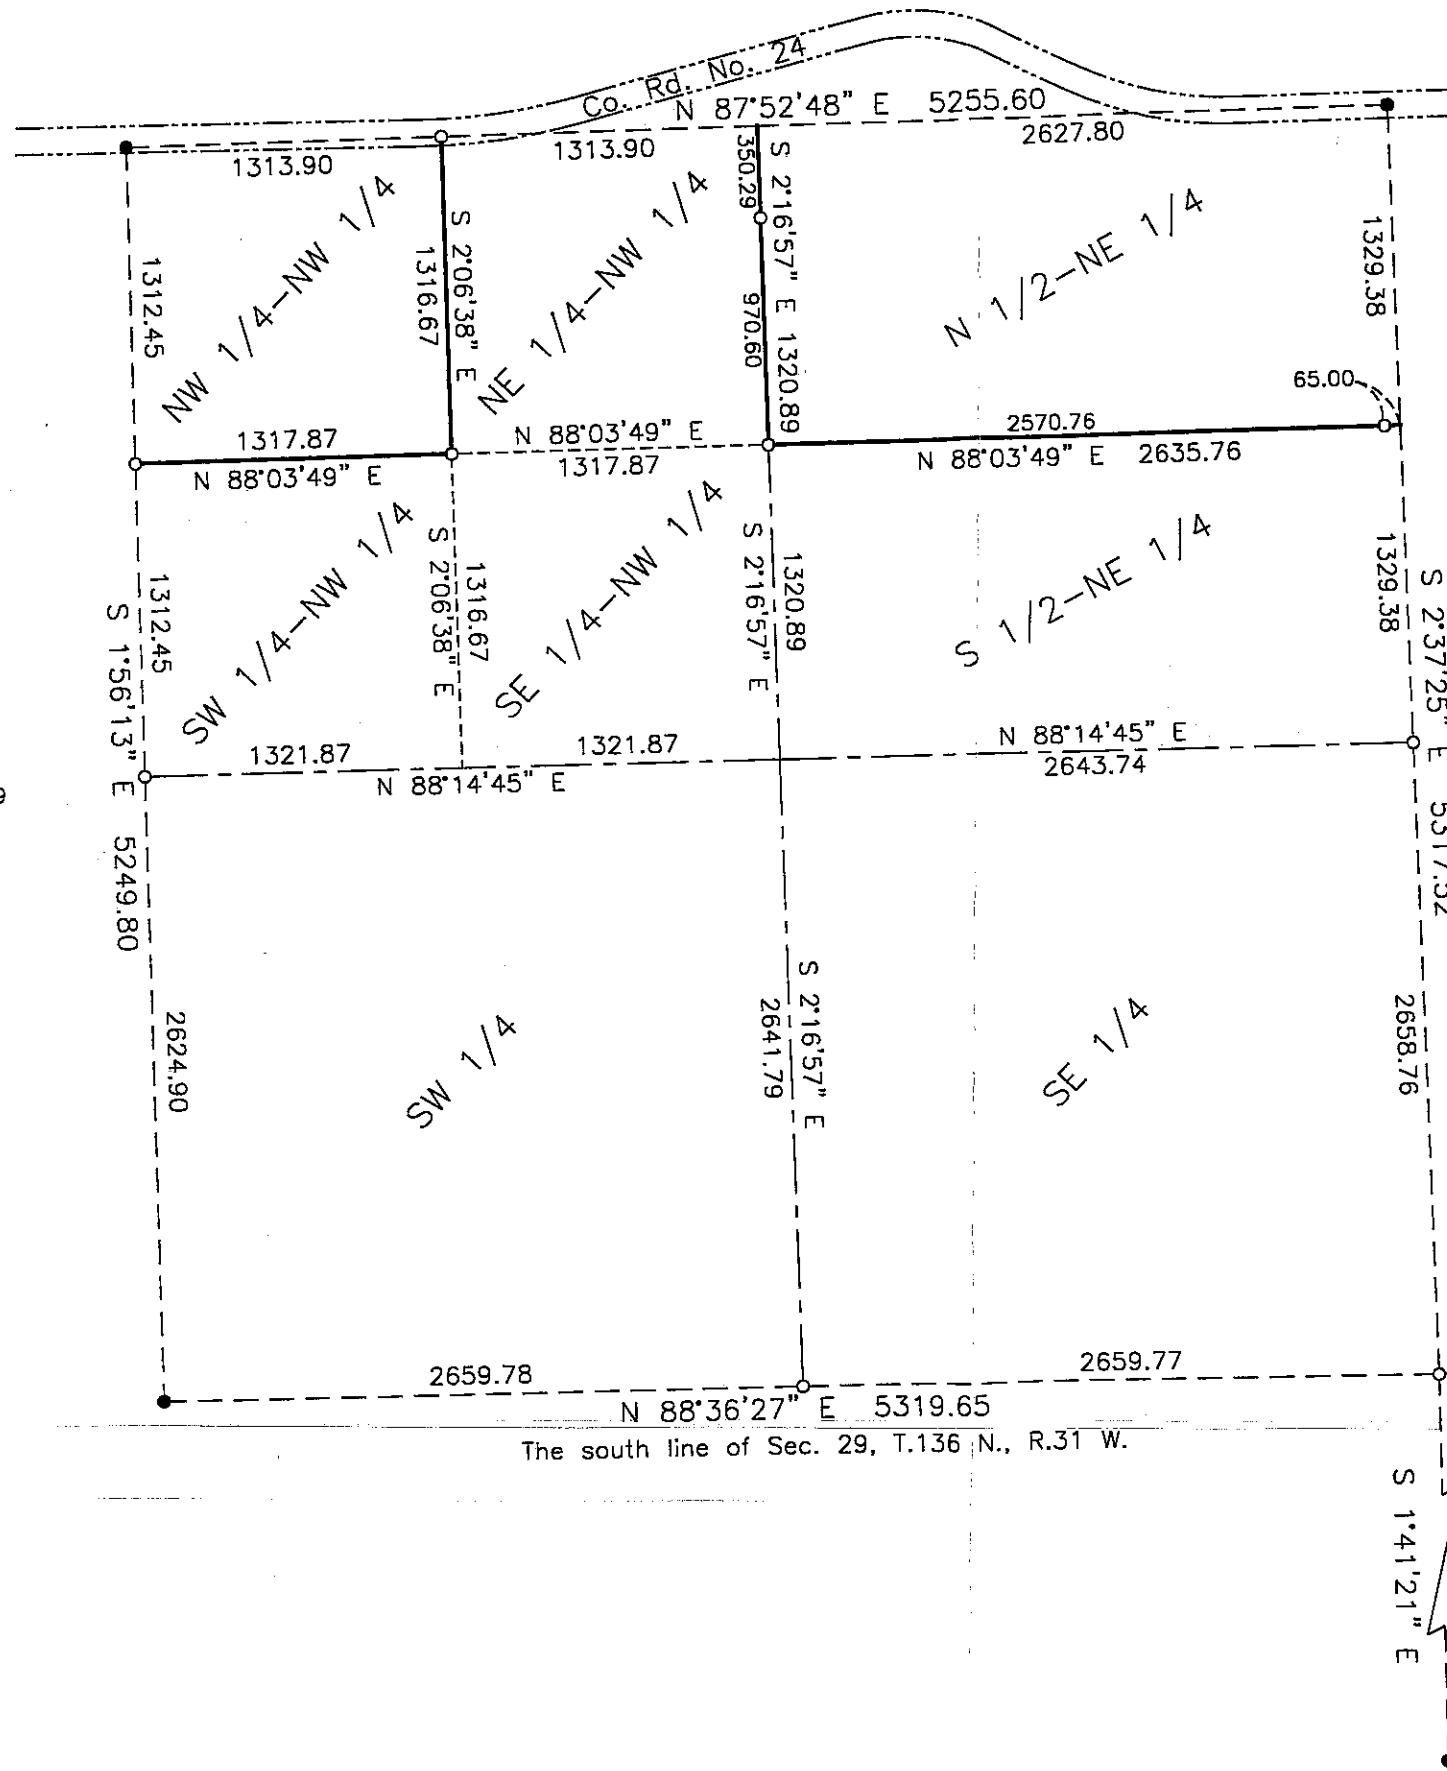 Co. Rd. No. 24
N 87°52'48" E 5255.60
1313.90
1313.90
2627.80
350.29
S 2°16'57" E 1320.89
970.60
1312.45
NW 1/4-NW 1/4
S 2°06'38" E
1316.67
NE 1/4-NW 1/4
N 1/2-NE 1/4
1329.38
65.00
1317.87
N 88°03'49" E
N 88°03'49" E
1317.87
2570.76
N 88°03'49" E 2635.76
1312.45
S 1°56'13" E 5249.80
SW 1/4-NW 1/4
S 2°06'38" E
1316.67
SE 1/4-NW 1/4
S 2°16'57" E
1320.89
S 1/2-NE 1/4
1329.38
S 2°37'25" E 5317.52
1321.87
1321.87
N 88°14'45" E
N 88°14'45" E
2643.74
9
2624.90
SW 1/4
S 2°16'57" E
2641.79
SE 1/4
2658.76
2659.78
2659.77
N 88°36'27" E 5319.65
The south line of Sec. 29, T.136 N., R.31 W.
S 1°41'21" E